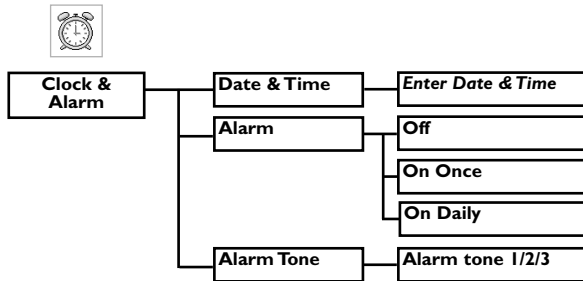 Clock &
Alarm
Date & Time
Enter Date & Time
Alarm
Off
On Once
On Daily
Alarm Tone
Alarm tone 1/2/3